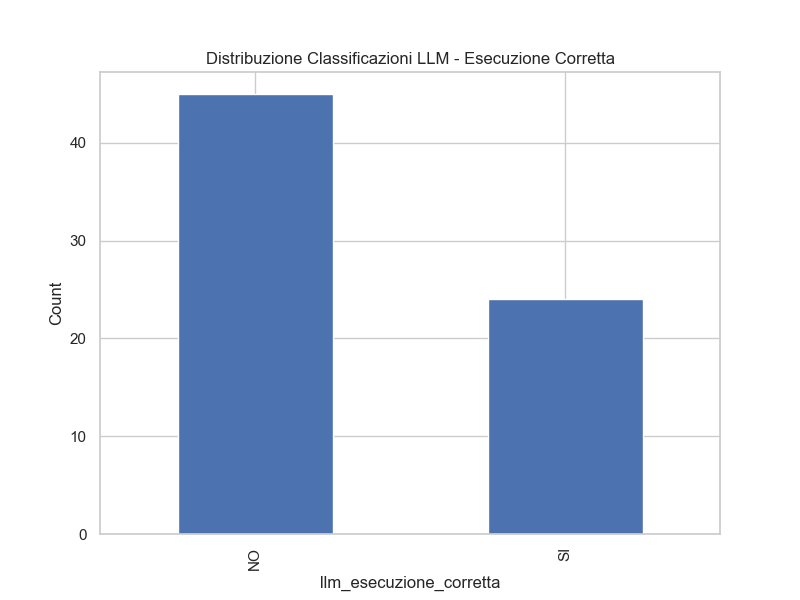 Distribuzione Classificazioni LLM - Esecuzione Corretta
40
30
20
10
0
Count
NO
SI
llm_esecuzione_corretta